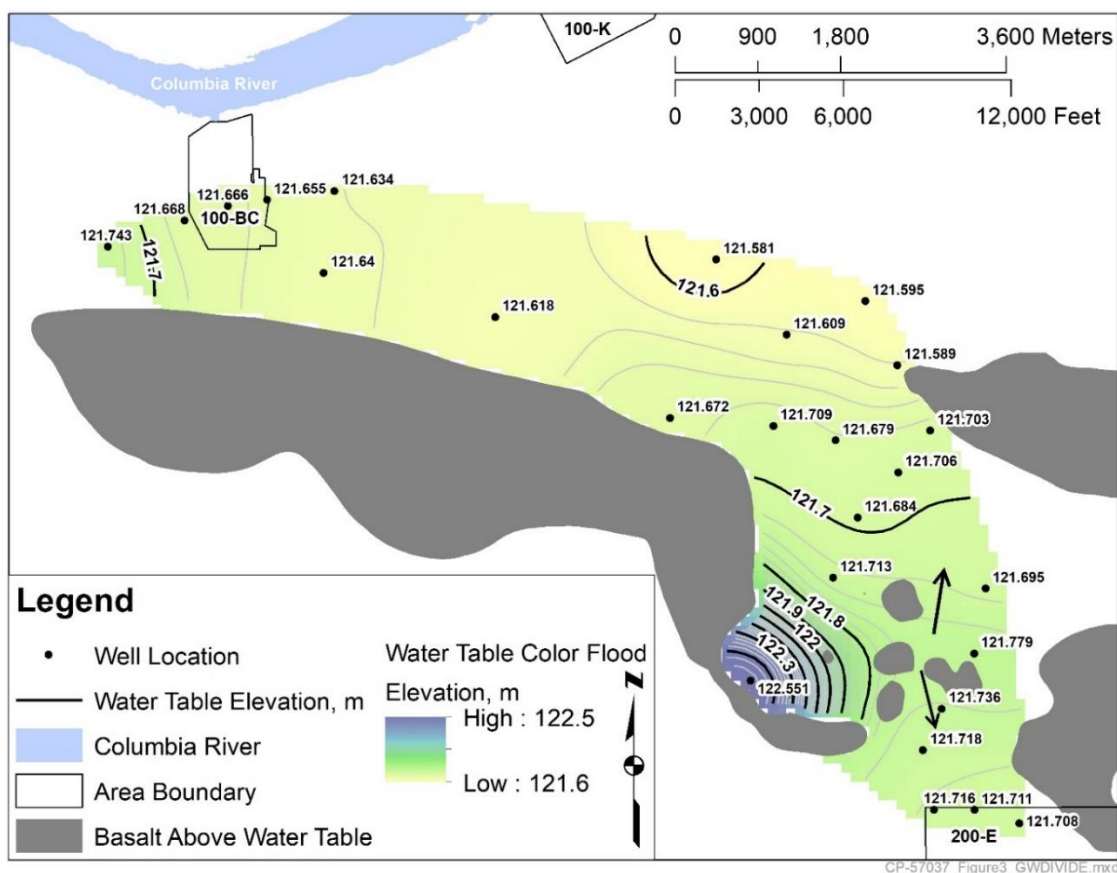 100-K
0 900 1,800 3,600 Meters
0 3,000 6,000 12,000 Feet
Columbia River
121.634
121.655
121.666
121.668
100-BC
121.743
121.7
121.64
121.618
121.581
121.6
121.595
121.609
121.589
121.672
121.709
121.679
121.703
121.706
121.7
121.684
121.713
121.695
121.8
121.9
122
122.3
122.551
121.779
121.736
121.718
121.716
121.711
121.708
200-E
Legend
Well Location
Water Table Elevation, m
Columbia River
Area Boundary
Basalt Above Water Table
Water Table Color Flood
Elevation, m
High : 122.5
Low : 121.6
Z
CP-57037_Figure3_GWDIVIDE.mxd